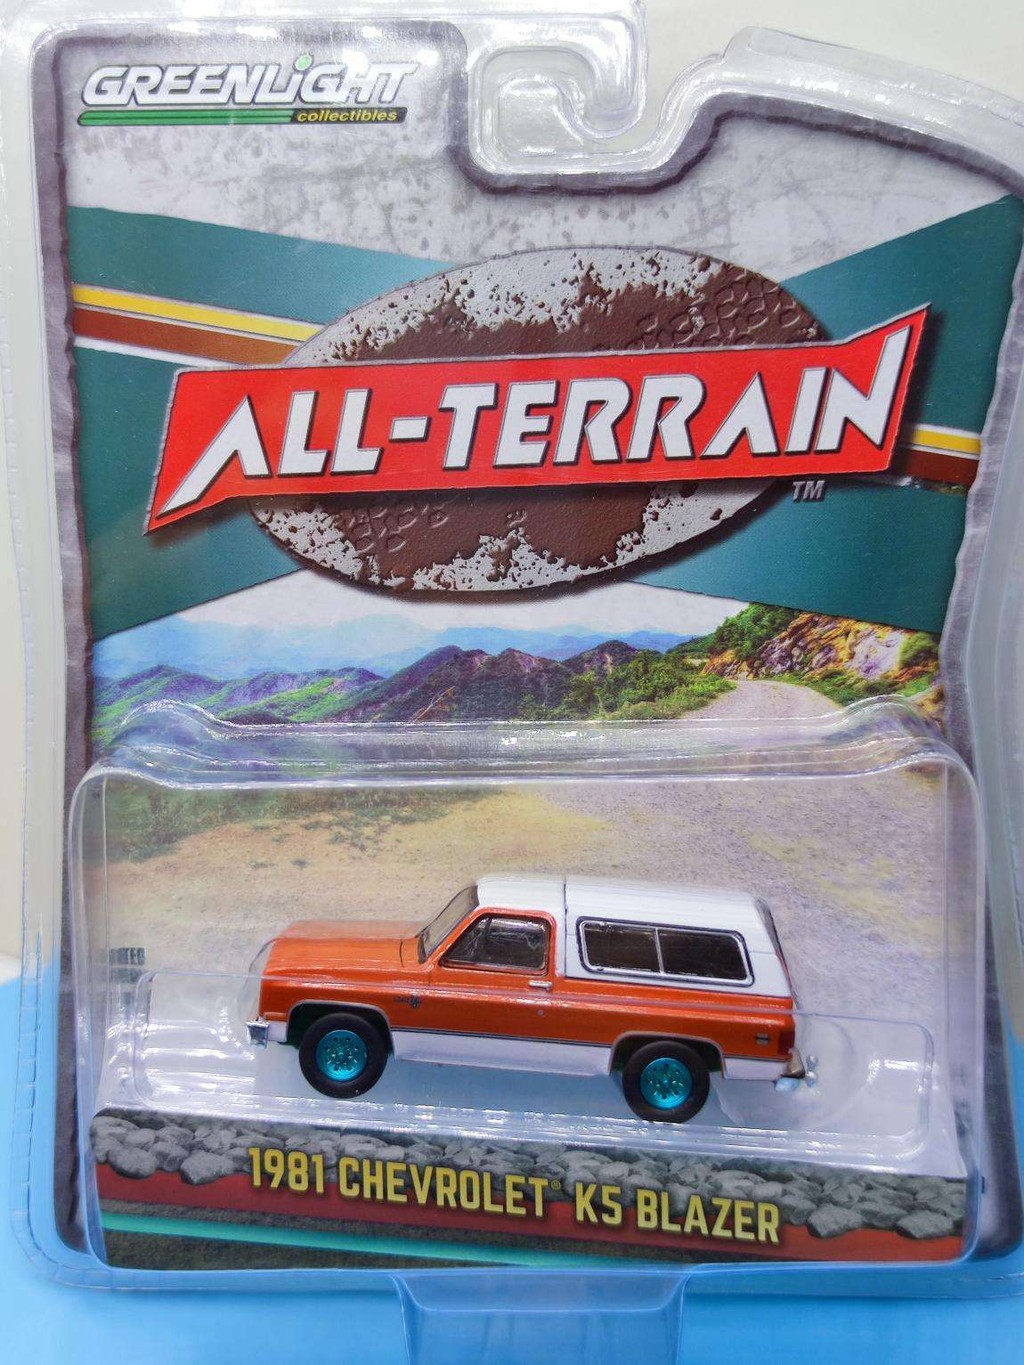 GREENLIGHT
collectibles
ALL-TERRAIN
TM
1981 CHEVROLET® K5 BLAZER